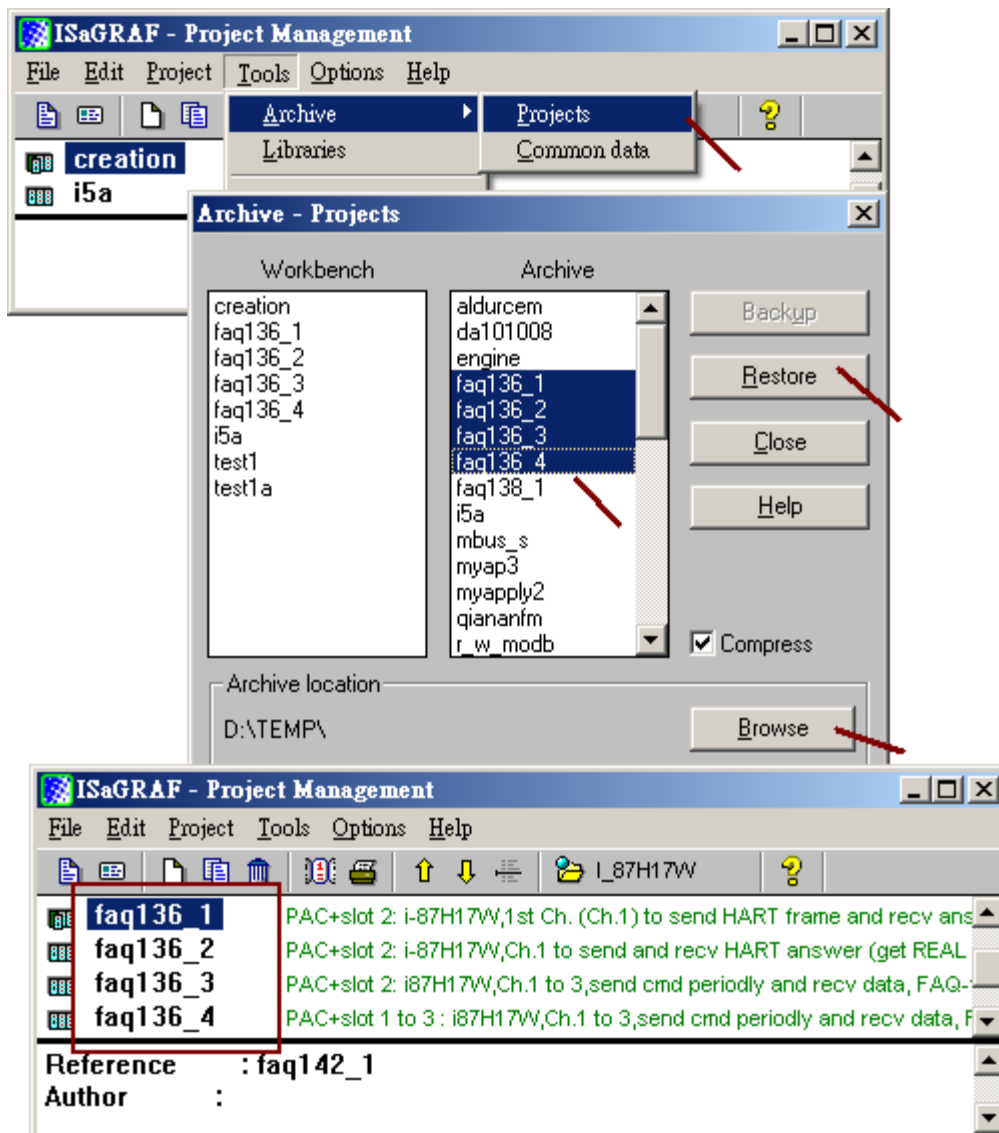 ISaGRAF - Project Management
File Edit Project Tools Options Help
Archive
Projects
Libraries
Common data
creation
i5a
Archive - Projects
Workbench
creation
faq136_1
faq136_2
faq136_3
faq136_4
i5a
test1
test1a
Archive
aldurcem
da101008
engine
faq136_1
faq136_2
faq136_3
faq136_4
faq138_1
i5a
mbus_s
myap3
myapply2
qiananfm
r_w_modb
Backup
Restore
Close
Help
Compress
Archive location
D:\TEMP\
Browse
ISaGRAF - Project Management
File Edit Project Tools Options Help
I_87H17W
faq136_1 PAC+slot 2: i-87H17W,1st Ch. (Ch.1) to send HART frame and recv ans
faq136_2 PAC+slot 2: i-87H17W,Ch.1 to send and recv HART answer (get REAL
faq136_3 PAC+slot 2: i87H17W,Ch.1 to 3,send cmd periodly and recv data, FAQ-
faq136_4 PAC+slot 1 to 3 : i87H17W,Ch.1 to 3,send cmd periodly and recv data, F
Reference : faq142_1
Author :